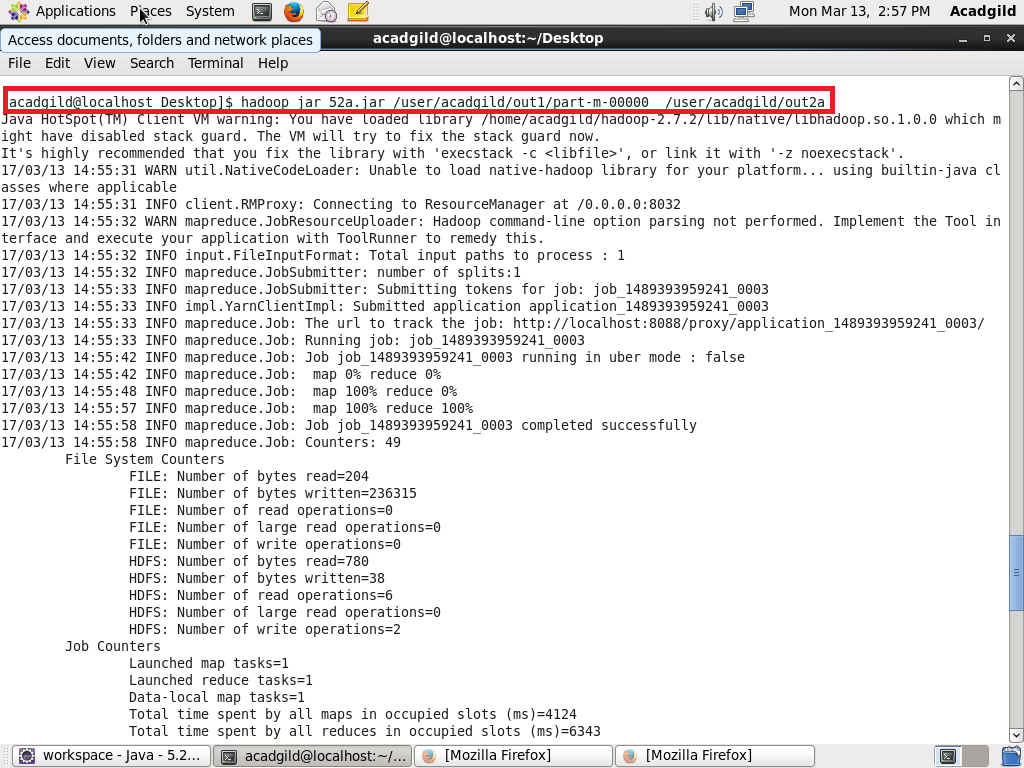 Applications Places System Mon Mar 13, 2:57 PM Acadgild
Access documents, folders and network places
acadgild@localhost:~/Desktop
File Edit View Search Terminal Help
acadgild@localhost Desktop]$ hadoop jar 52a.jar /user/acadgild/out1/part-m-00000  /user/acadgild/out2a
Java HotSpot(TM) Client VM warning: You have loaded library /home/acadgild/hadoop-2.7.2/lib/native/libhadoop.so.1.0.0 which m
ight have disabled stack guard. The VM will try to fix the stack guard now.
It's highly recommended that you fix the library with 'execstack -c <libfile>', or link it with '-z noexecstack'.
17/03/13 14:55:31 WARN util.NativeCodeLoader: Unable to load native-hadoop library for your platform... using builtin-java cl
asses where applicable
17/03/13 14:55:31 INFO client.RMProxy: Connecting to ResourceManager at /0.0.0.0:8032
17/03/13 14:55:32 WARN mapreduce.JobResourceUploader: Hadoop command-line option parsing not performed. Implement the Tool in
terface and execute your application with ToolRunner to remedy this.
17/03/13 14:55:32 INFO input.FileInputFormat: Total input paths to process : 1
17/03/13 14:55:32 INFO mapreduce.JobSubmitter: number of splits:1
17/03/13 14:55:33 INFO mapreduce.JobSubmitter: Submitting tokens for job: job_1489393959241_0003
17/03/13 14:55:33 INFO impl.YarnClientImpl: Submitted application application_1489393959241_0003
17/03/13 14:55:33 INFO mapreduce.Job: The url to track the job: http://localhost:8088/proxy/application_1489393959241_0003/
17/03/13 14:55:33 INFO mapreduce.Job: Running job: job_1489393959241_0003
17/03/13 14:55:42 INFO mapreduce.Job: Job job_1489393959241_0003 running in uber mode : false
17/03/13 14:55:42 INFO mapreduce.Job:  map 0% reduce 0%
17/03/13 14:55:48 INFO mapreduce.Job:  map 100% reduce 0%
17/03/13 14:55:57 INFO mapreduce.Job:  map 100% reduce 100%
17/03/13 14:55:58 INFO mapreduce.Job: Job job_1489393959241_0003 completed successfully
17/03/13 14:55:58 INFO mapreduce.Job: Counters: 49
File System Counters
FILE: Number of bytes read=204
FILE: Number of bytes written=236315
FILE: Number of read operations=0
FILE: Number of large read operations=0
FILE: Number of write operations=0
HDFS: Number of bytes read=780
HDFS: Number of bytes written=38
HDFS: Number of read operations=6
HDFS: Number of large read operations=0
HDFS: Number of write operations=2
Job Counters
Launched map tasks=1
Launched reduce tasks=1
Data-local map tasks=1
Total time spent by all maps in occupied slots (ms)=4124
Total time spent by all reduces in occupied slots (ms)=6343
workspace - Java - 5.2... acadgild@localhost:~/... [Mozilla Firefox] [Mozilla Firefox]